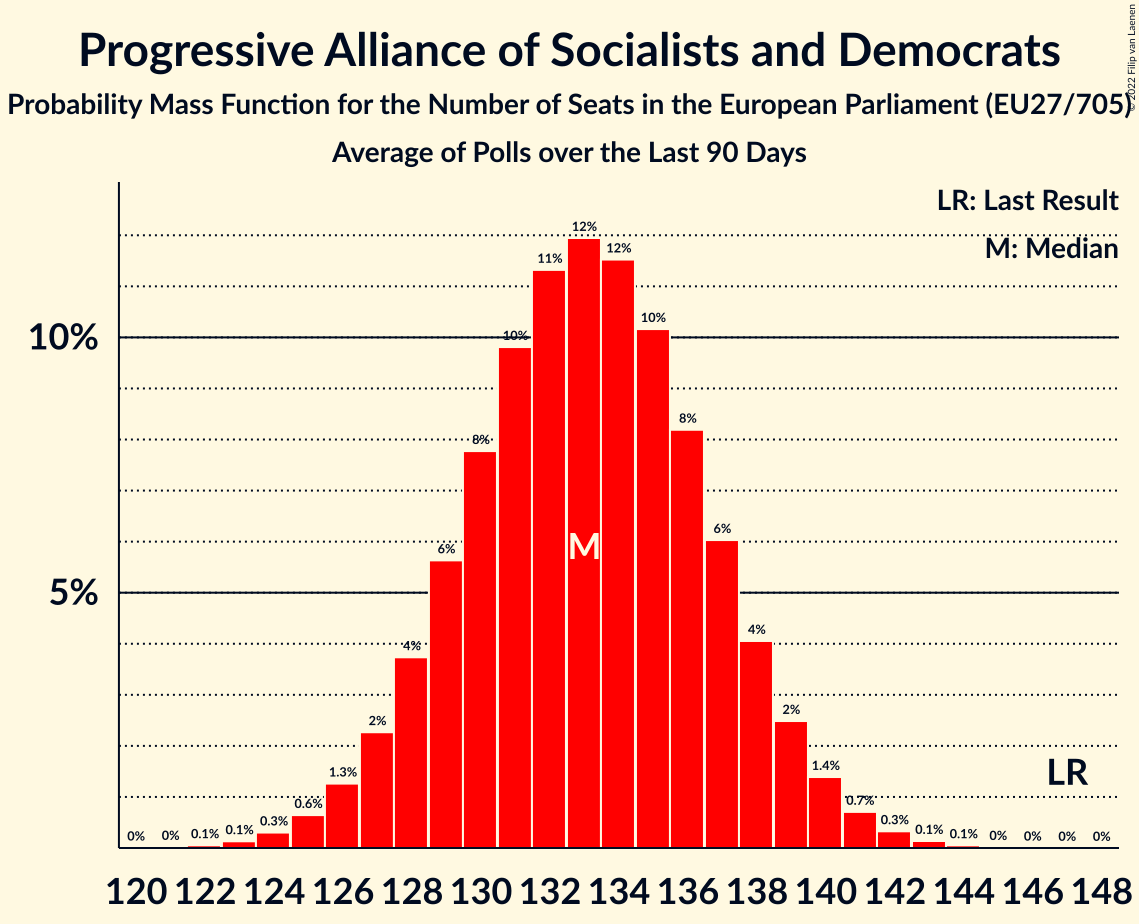 Progressive Alliance of Socialists and Democrats
Probability Mass Function for the Number of Seats in the European Parliament (EU27/705)
Average of Polls over the Last 90 Days
© 2022 Filip van Laenen
LR: Last Result
M: Median
10%
5%
0% 0% 0.1% 0.1% 0.3% 0.6% 1.3% 2% 4% 6% 8% 10% 11% 12% 12% 10% 8% 6% 4% 2% 1.4% 0.7% 0.3% 0.1% 0.1% 0% 0% 0% 0%
M
LR
120 122 124 126 128 130 132 134 136 138 140 142 144 146 148